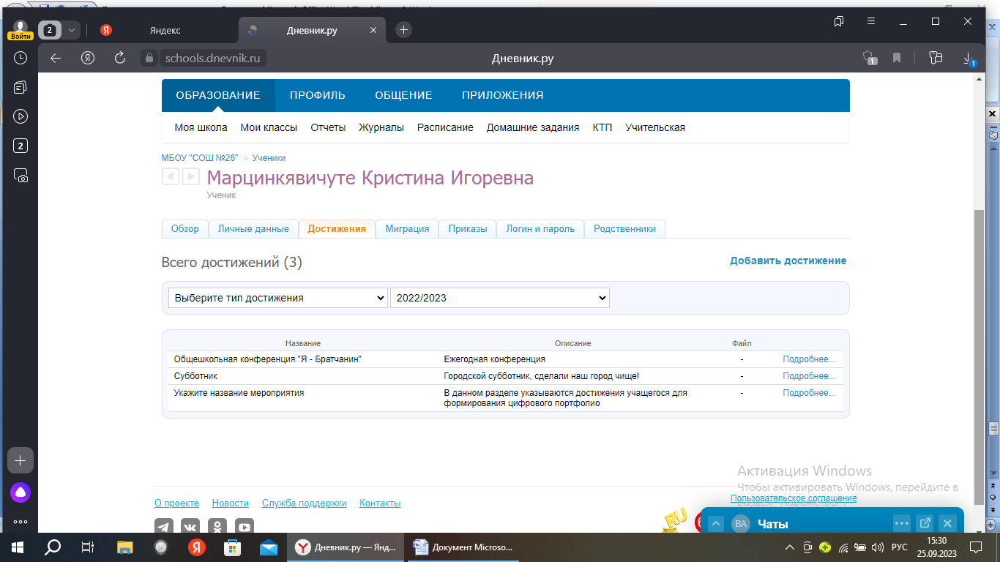 Войти
2
Яндекс
Дневник.ру
schools.dnevnik.ru
Дневник.ру
1
1
2
ОБРАЗОВАНИЕ ПРОФИЛЬ ОБЩЕНИЕ ПРИЛОЖЕНИЯ
Моя школа Мои классы Отчеты Журналы Расписание Домашние задания КТП Учительская
МБОУ "СОШ №26" > Ученики
Марцинкявичуте Кристина Игоревна
Ученик
Обзор Личные данные Достижения Миграция Приказы Логин и пароль Родственники
Всего достижений (3) Добавить достижение
Выберите тип достижения 2022/2023
Название Описание Файл
Общешкольная конференция "Я - Братчанин" Ежегодная конференция - Подробнее...
Субботник Городской субботник, сделали наш город чище! - Подробнее...
Укажите название мероприятия В данном разделе указываются достижения учащегося для - Подробнее...
формирования цифрового портфолио
Активация Windows
Чтобы активировать Windows, перейдите в
раздел "Параметры".
Пользовательское соглашение
О проекте Новости Служба поддержки Контакты
.RU
ВА Чаты
Дневник.ру — Янд... Документ Microso...
РУС
15:30
25.09.2023